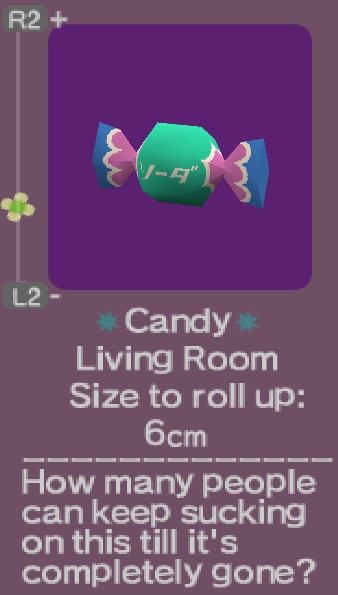 R2 +
ソーダ
L2 -
Candy
Living Room
Size to roll up:
6cm
How many people
can keep sucking
on this till it's
completely gone?